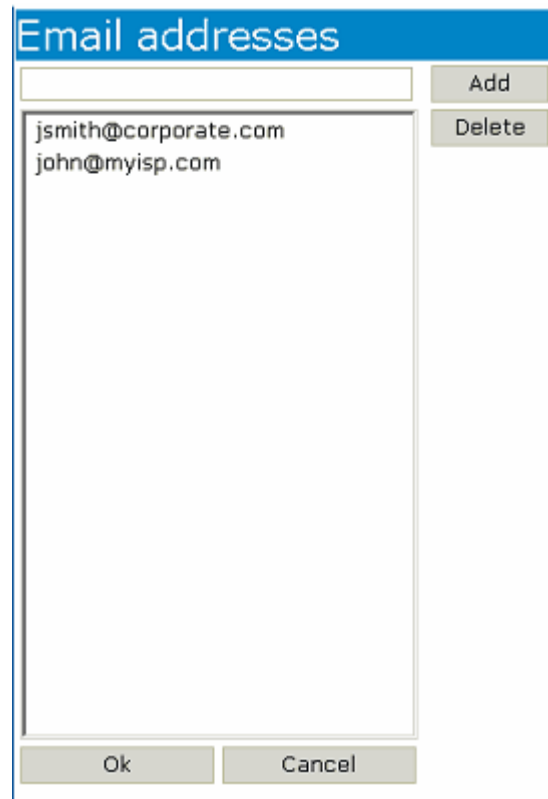 Email addresses
Add
jsmith@corporate.com
Delete
john@myisp.com
Ok
Cancel